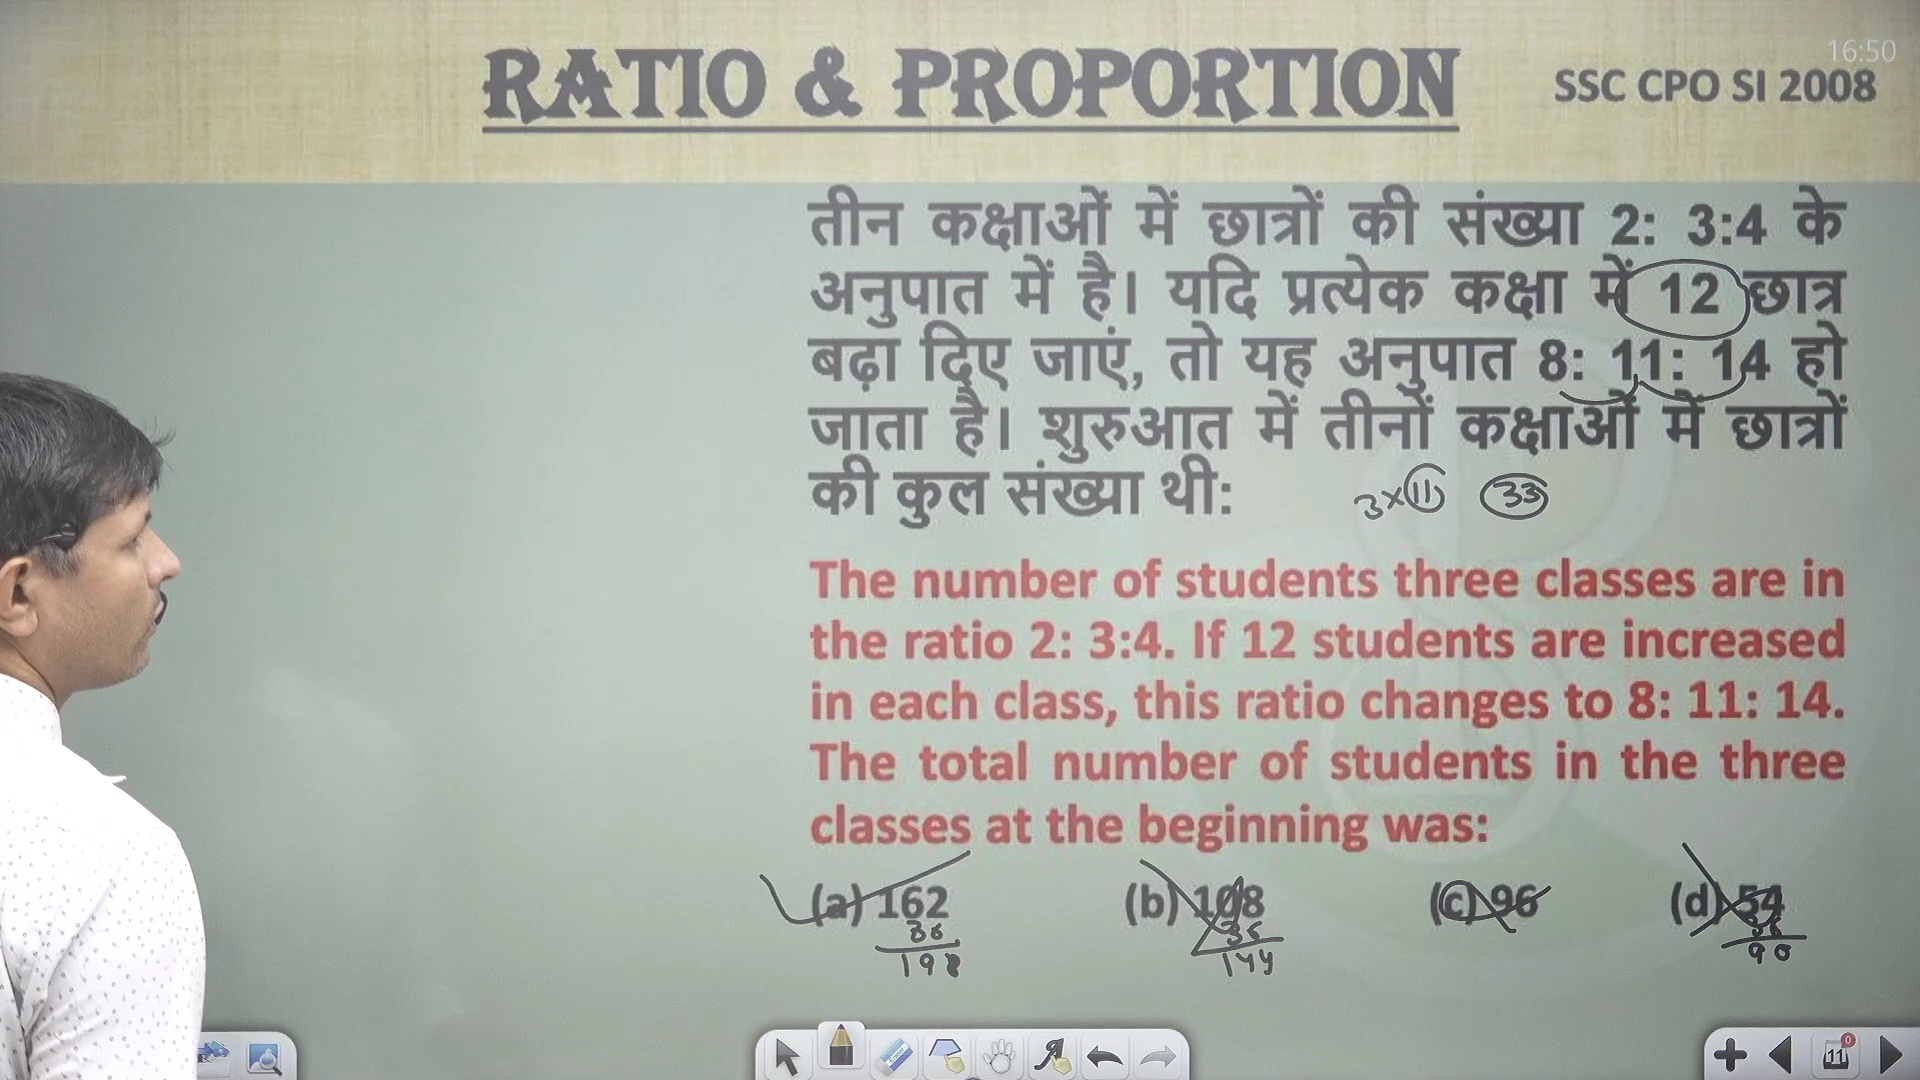 16:50
RATIO & PROPORTION
SSC CPO SI 2008
तीन कक्षाओं में छात्रों की संख्या 2: 3:4 के
अनुपात में है। यदि प्रत्येक कक्षा में 12 छात्र
बढ़ा दिए जाएं, तो यह अनुपात 8: 11: 14 हो
जाता है। शुरुआत में तीनों कक्षाओं में छात्रों
की कुल संख्या थी: 3×11 33
The number of students three classes are in
the ratio 2: 3:4. If 12 students are increased
in each class, this ratio changes to 8: 11: 14.
The total number of students in the three
classes at the beginning was:
(a) 162 (b) 108 (c) 96 (d) 54
36 36 36
198 144 90
11 0